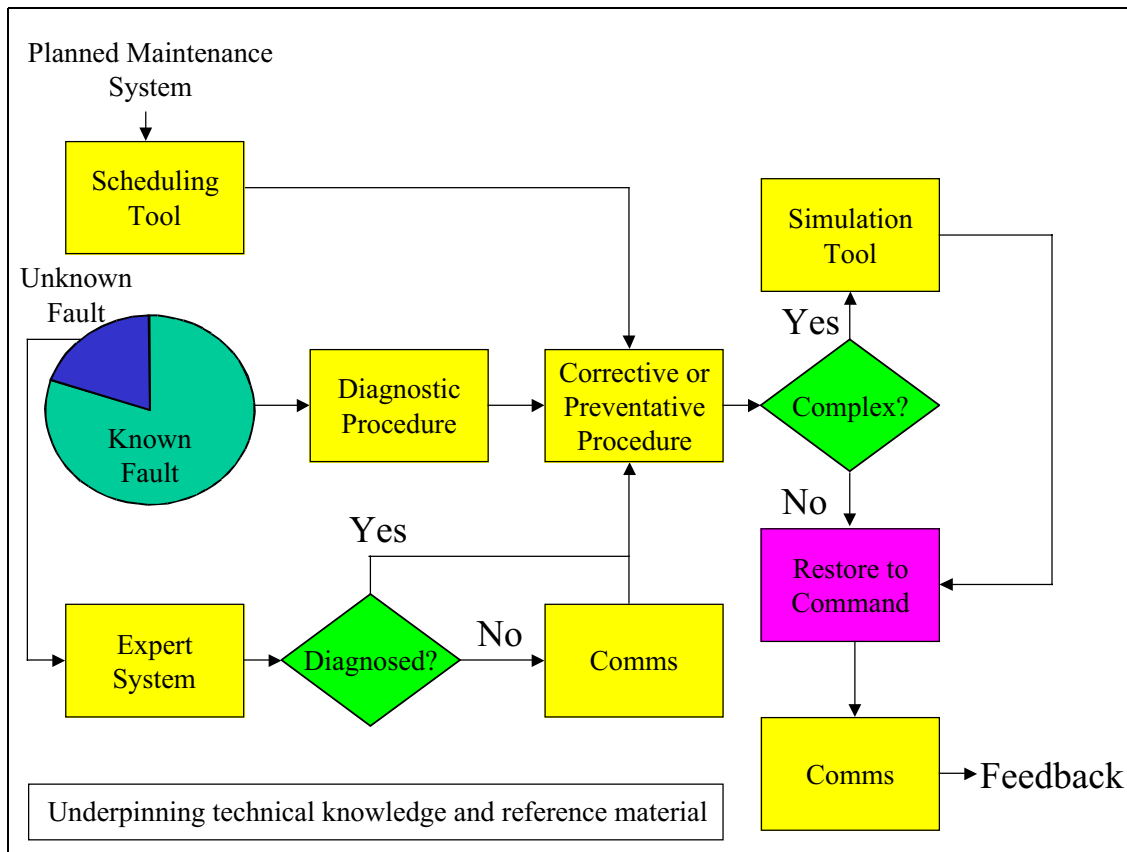 Planned Maintenance
System
Scheduling
Tool
Simulation
Tool
Unknown
Fault
Yes
Known
Fault
Diagnostic
Procedure
Corrective or
Preventative
Procedure
Complex?
No
Yes
Restore to
Command
Expert
System
Diagnosed?
No
Comms
Comms
Feedback
Underpinning technical knowledge and reference material